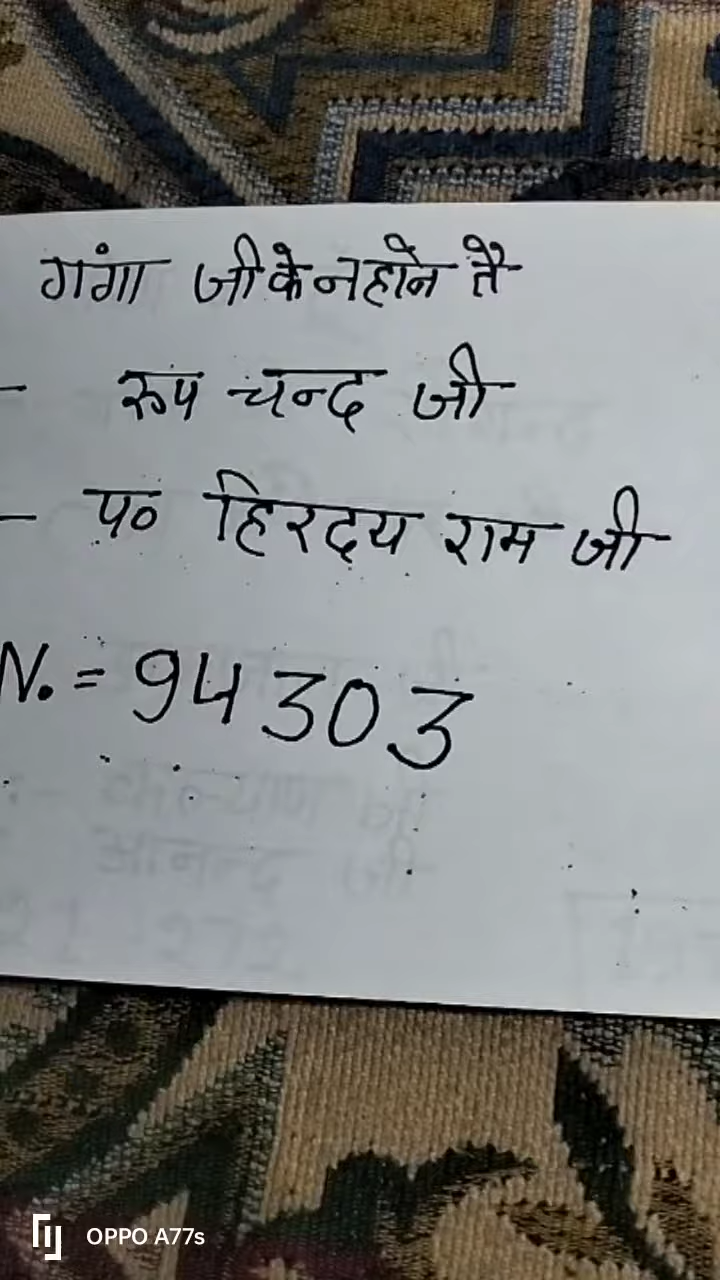 गंगा जी के नहाने तै
- रूप चन्द जी
- प० हिरदय राम जी
N. = 94303
OPPO A77s